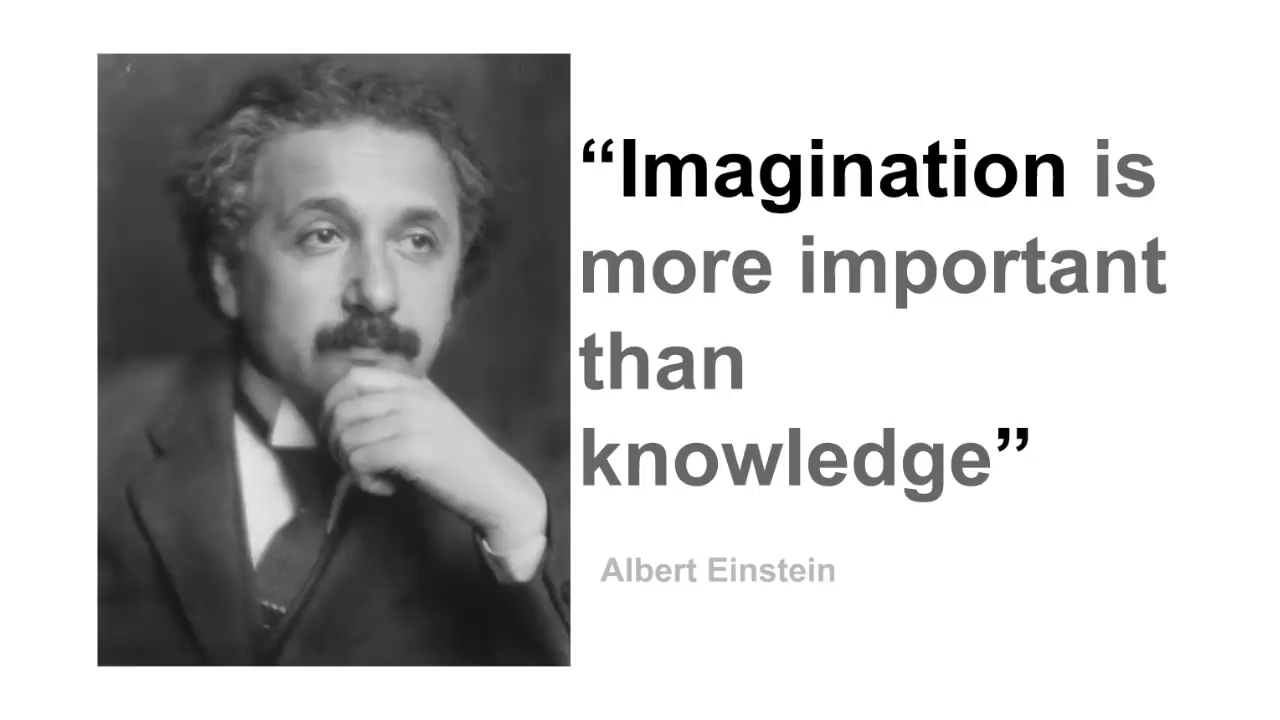 “Imagination is
more important
than
knowledge”
Albert Einstein